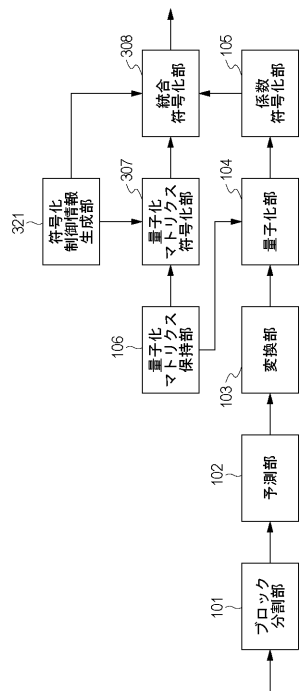 321
符号化
制御情報
生成部
106
量子化
マトリクス
保持部
307
量子化
マトリクス
符号化部
308
統合
符号化部
101
ブロック
分割部
102
予測部
103
変換部
104
量子化部
105
係数
符号化部